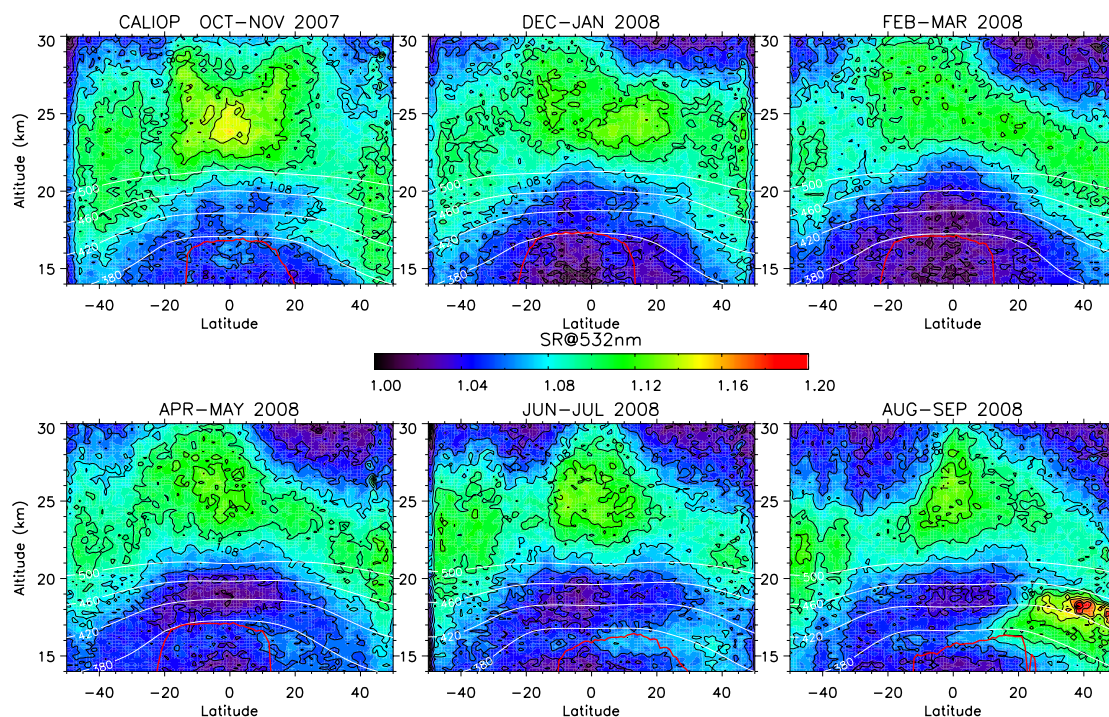 CALIOP OCT-NOV 2007 DEC-JAN 2008 FEB-MAR 2008
30 30 30
25 25 25
20 20 20
15 15 15
Altitude (km)
500 460 420 380 1.08
500 460 420 380 1.08
500 460 420 380
-40 -20 0 20 40 -40 -20 0 20 40 -40 -20 0 20 40
Latitude Latitude Latitude
SR@532nm
1.00 1.04 1.08 1.12 1.16 1.20
APR-MAY 2008 JUN-JUL 2008 AUG-SEP 2008
30 30 30
25 25 25
20 20 20
15 15 15
Altitude (km)
500 460 420 380 1.08
500 460 420 380
500 460 420 380
-40 -20 0 20 40 -40 -20 0 20 40 -40 -20 0 20 40
Latitude Latitude Latitude